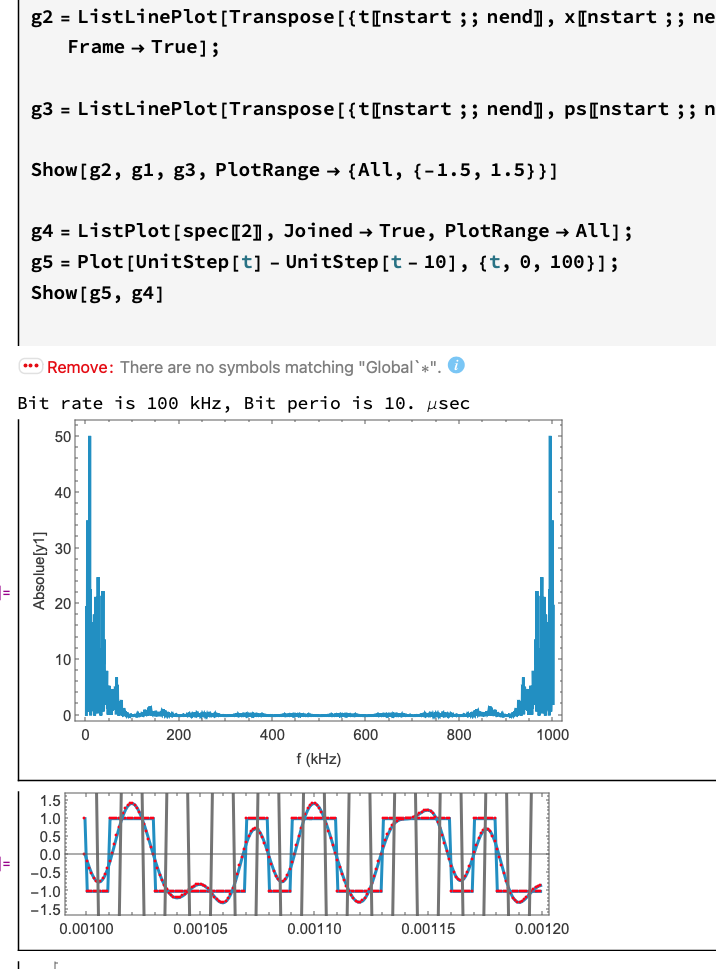 g2 = ListLinePlot[Transpose[{t〚nstart ;; nend〛, x〚nstart ;; ne
Frame → True];
g3 = ListLinePlot[Transpose[{t〚nstart ;; nend〛, ps〚nstart ;; n
Show[g2, g1, g3, PlotRange → {All, {-1.5, 1.5}}]
g4 = ListPlot[spec〚2〛, Joined → True, PlotRange → All];
g5 = Plot[UnitStep[t] - UnitStep[t - 10], {t, 0, 100}];
Show[g5, g4]
Remove: There are no symbols matching "Global`*". i
Bit rate is 100 kHz, Bit perio is 10. μsec
50
40
30
20
10
0
Absolue[y1]
0 200 400 600 800 1000
f (kHz)
]=
1.5
1.0
0.5
0.0
-0.5
-1.0
-1.5
0.00100 0.00105 0.00110 0.00115 0.00120
]=